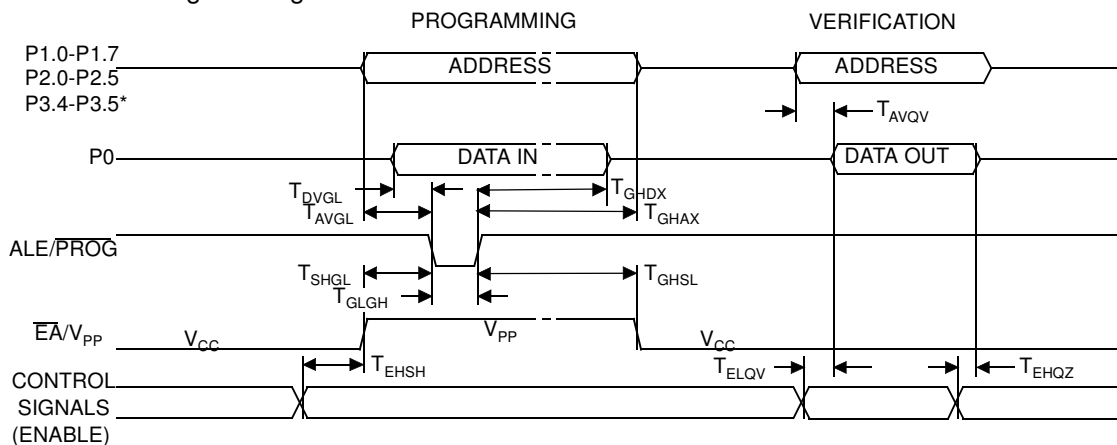 PROGRAMMING VERIFICATION
P1.0-P1.7
P2.0-P2.5
P3.4-P3.5*
ADDRESS ADDRESS
TAVQV
P0 DATA IN DATA OUT
TDVGL TGHDX
TAVGL TGHAX
ALE/PROG
TSHGL TGHSL
TGLGH
EA/VPP VCC VPP VCC
TEHSH TELQV TEHQZ
CONTROL
SIGNALS
(ENABLE)